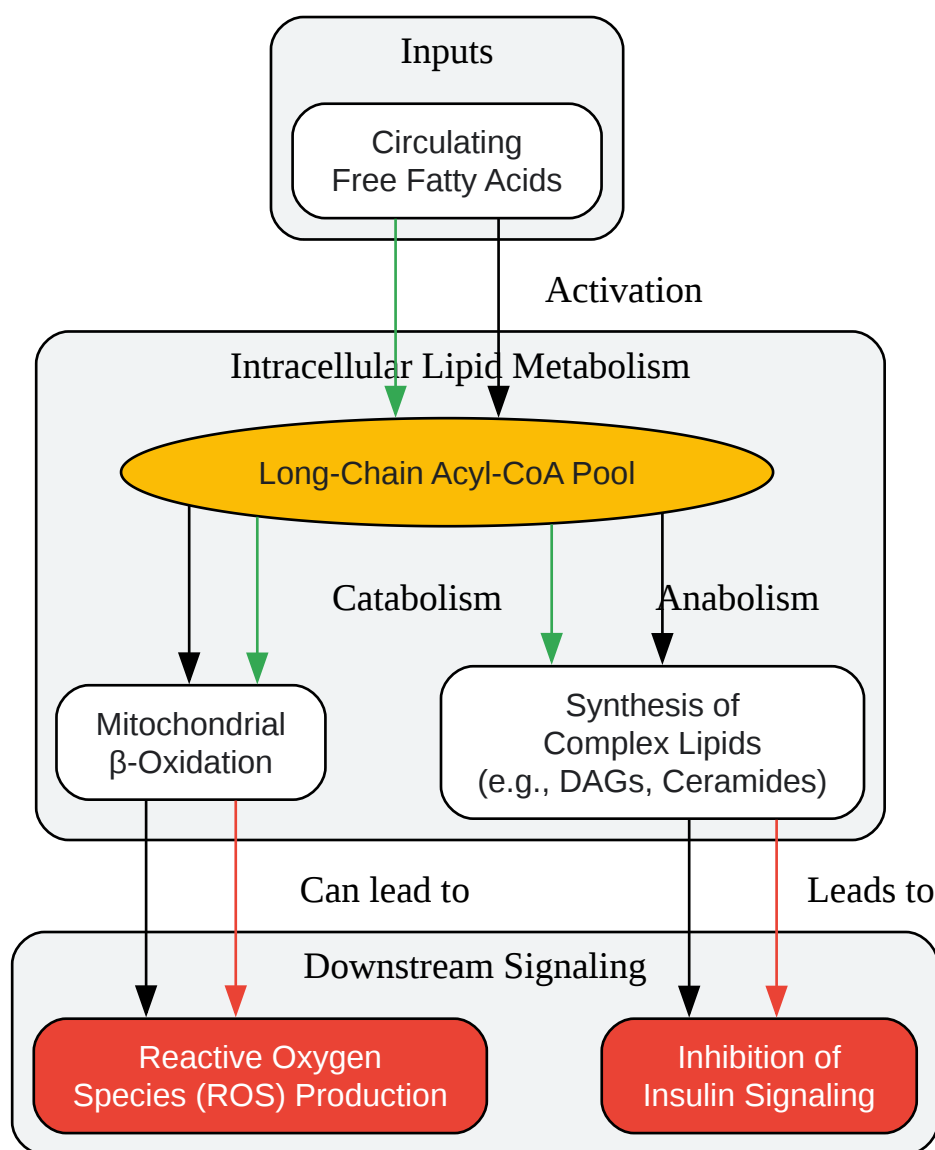 Inputs
Circulating
Free Fatty Acids
Activation
Intracellular Lipid Metabolism
Long-Chain Acyl-CoA Pool
Catabolism
Anabolism
Mitochondrial
β-Oxidation
Synthesis of
Complex Lipids
(e.g., DAGs, Ceramides)
Can lead to
Leads to
Downstream Signaling
Reactive Oxygen
Species (ROS) Production
Inhibition of
Insulin Signaling